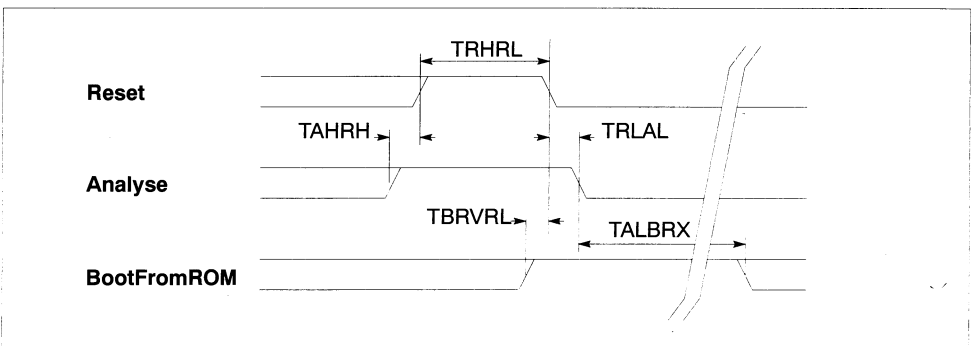 TRHRL
Reset
TAHRH TRLAL
Analyse
TBRVRL
TALBRX
BootFromROM